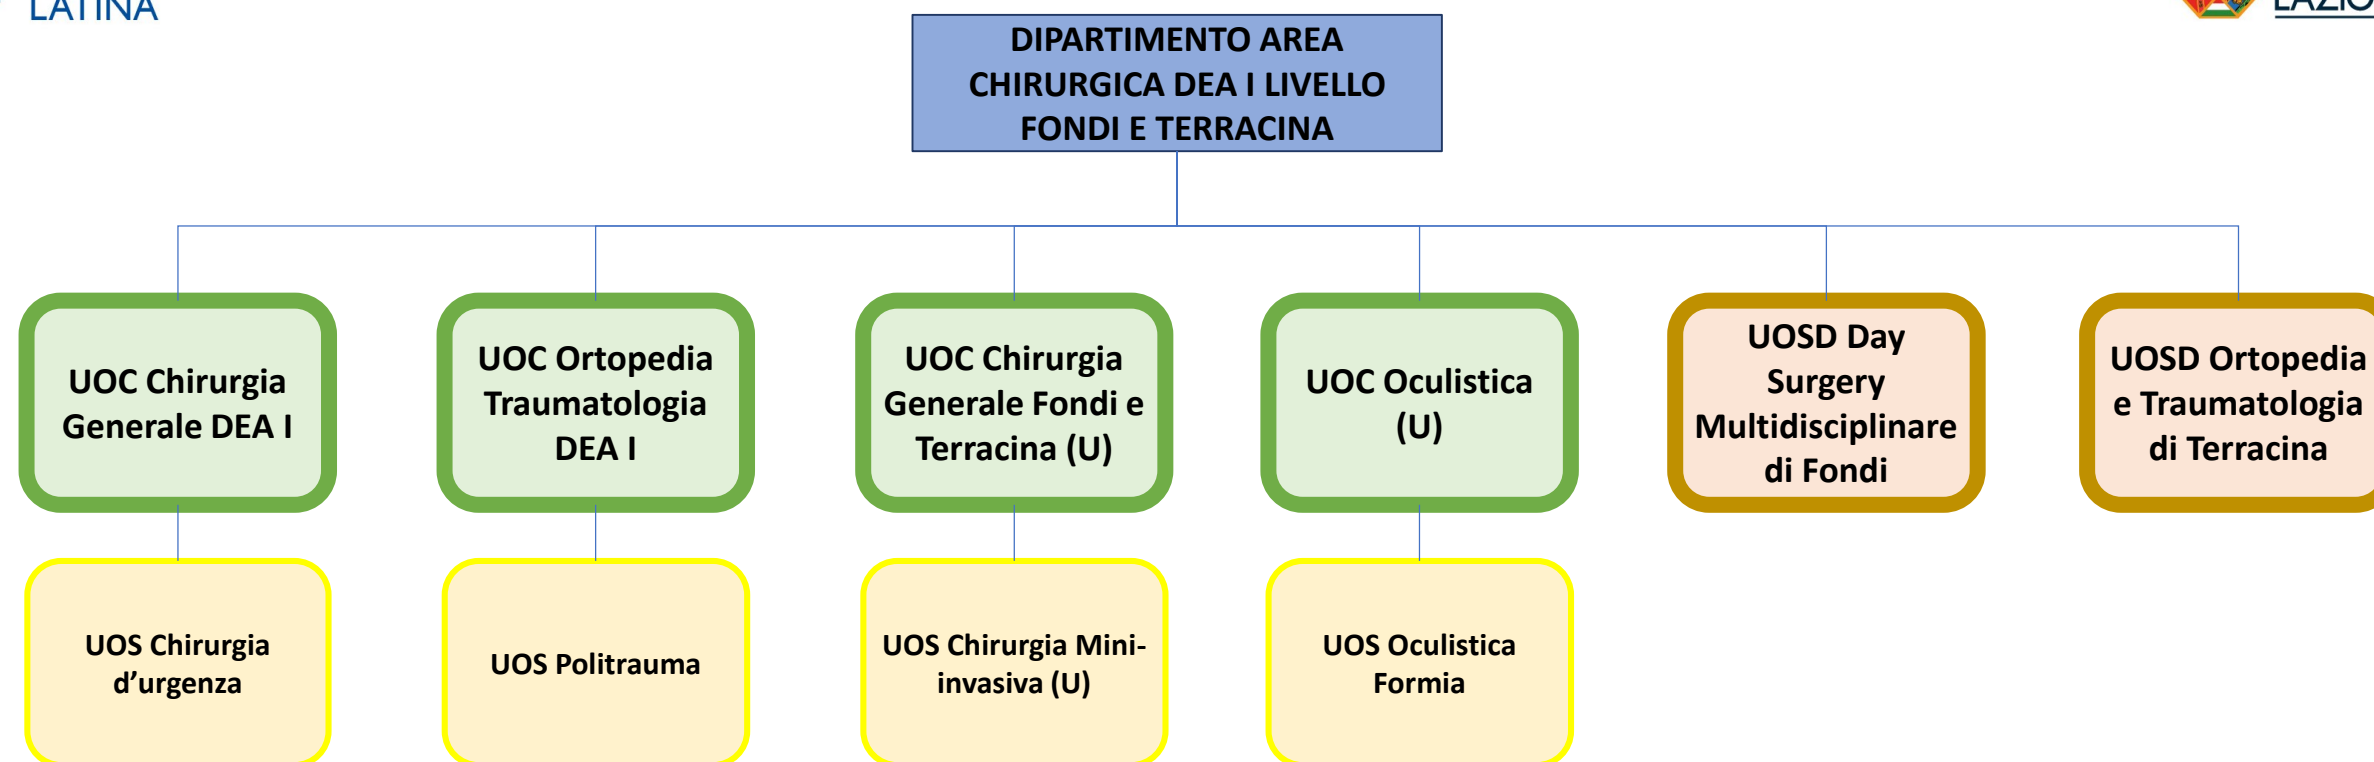 LATINA
LAZIO
DIPARTIMENTO AREA
CHIRURGICA DEA I LIVELLO
FONDI E TERRACINA
UOC Chirurgia
Generale DEA I
UOC Ortopedia
Traumatologia
DEA I
UOC Chirurgia
Generale Fondi e
Terracina (U)
UOC Oculistica
(U)
UOSD Day
Surgery
Multidisciplinare
di Fondi
UOSD Ortopedia
e Traumatologia
di Terracina
UOS Chirurgia
d’urgenza
UOS Politrauma
UOS Chirurgia Mini-
invasiva (U)
UOS Oculistica
Formia